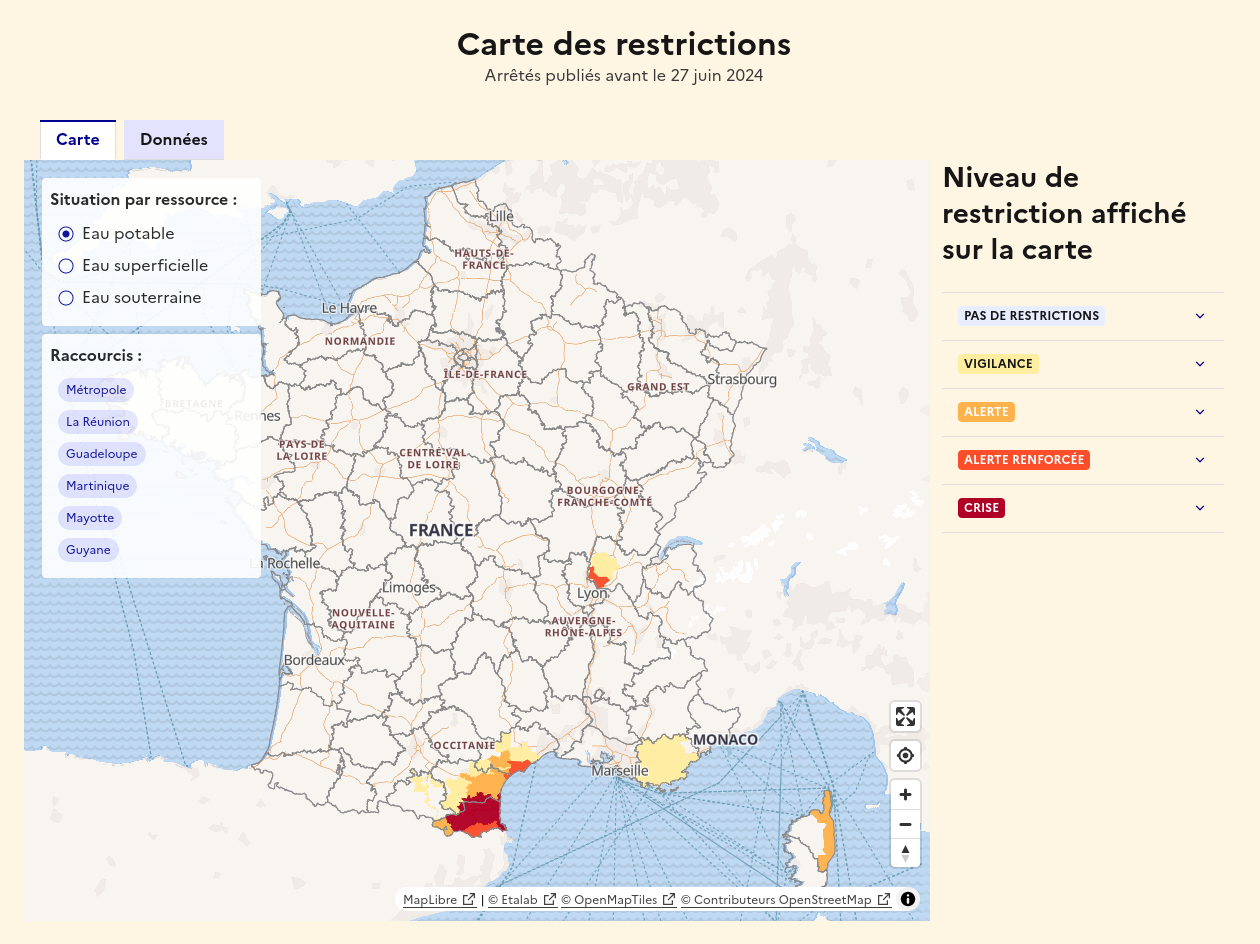 Carte des restrictions
Arrêtés publiés avant le 27 juin 2024
Carte
Données
Situation par ressource :
Eau potable
Eau superficielle
Eau souterraine
Raccourcis :
Métropole
La Réunion
Guadeloupe
Martinique
Mayotte
Guyane
Lille
HAUTS-DE-
FRANCE
Le Havre
NORMANDIE
ÎLE-DE-FRANCE
GRAND EST
Strasbourg
BRETAGNE
Rennes
PAYS DE
LA LOIRE
CENTRE-VAL
DE LOIRE
BOURGOGNE-
FRANCHE-COMTÉ
FRANCE
La Rochelle
Limoges
Lyon
NOUVELLE-
AQUITAINE
AUVERGNE-
RHÔNE-ALPES
Bordeaux
OCCITANIE
MONACO
Marseille
MapLibre | © Etalab © OpenMapTiles © Contributeurs OpenStreetMap
Niveau de
restriction affiché
sur la carte
PAS DE RESTRICTIONS
VIGILANCE
ALERTE
ALERTE RENFORCÉE
CRISE